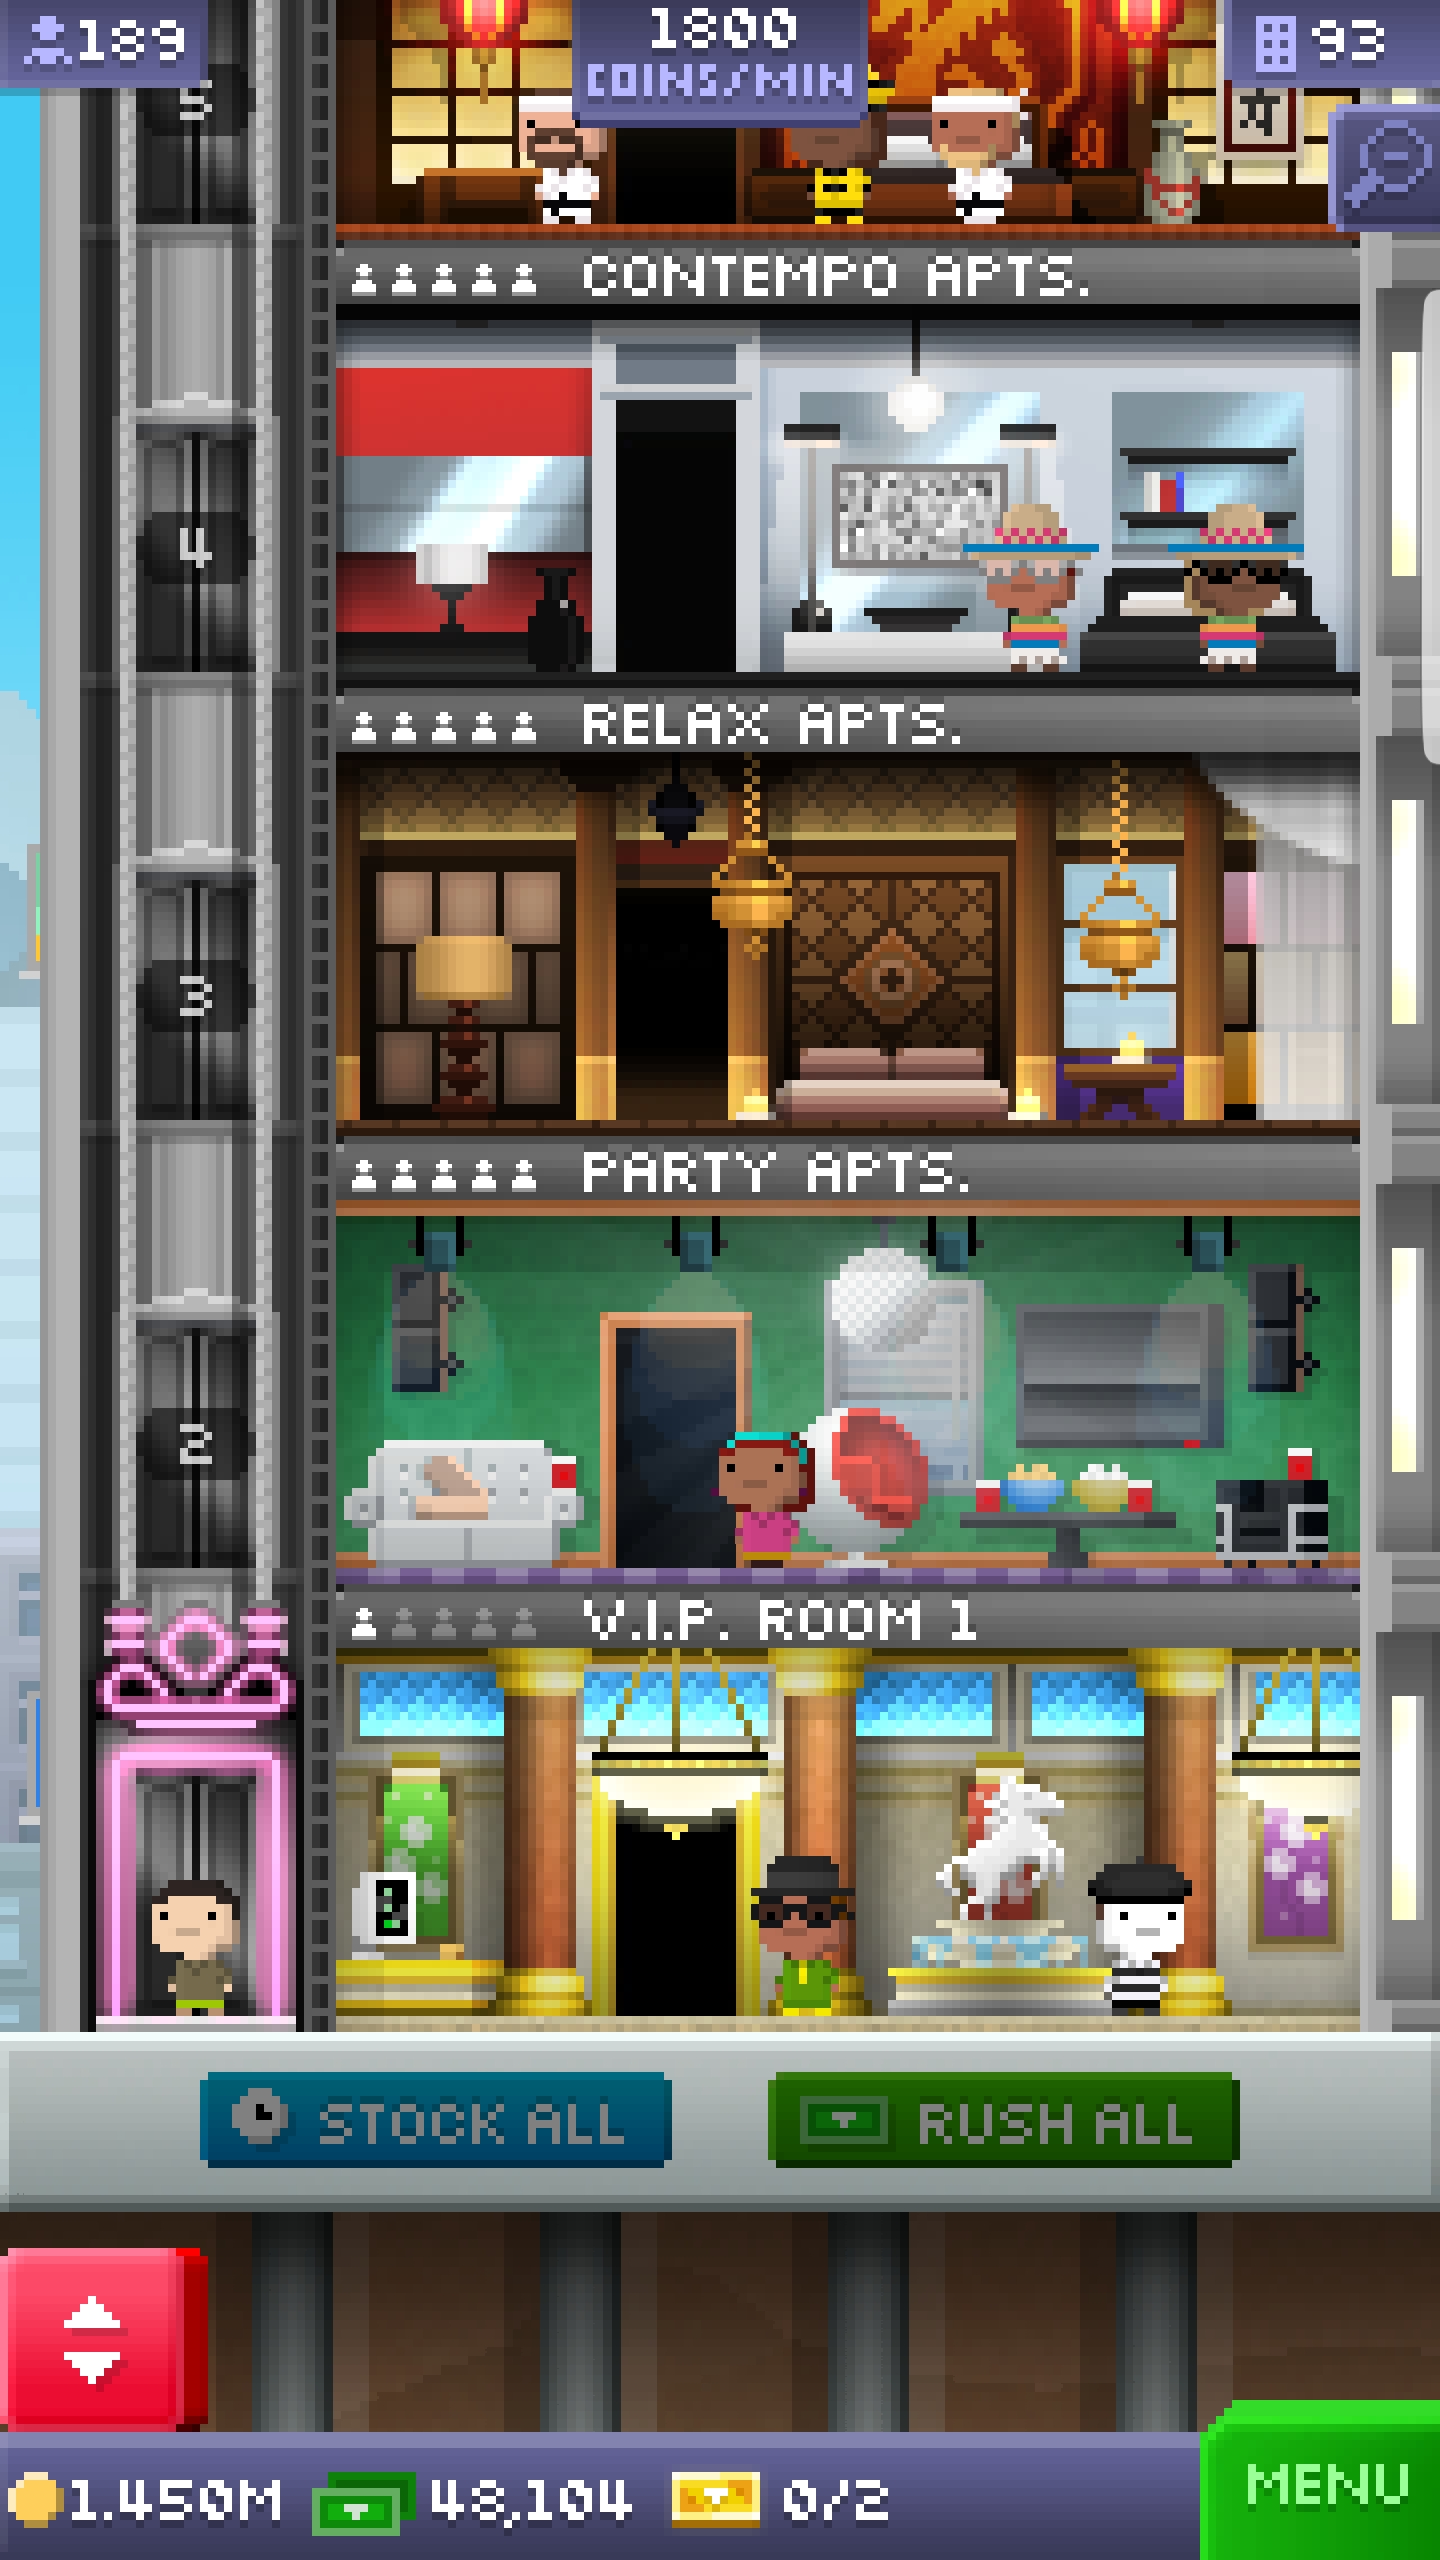 189
1800
COINS/MIN
93
5
CONTEMPO APTS.
4
RELAX APTS.
3
PARTY APTS.
2
V.I.P. ROOM 1
STOCK ALL
RUSH ALL
1.450M
48,104
0/2
MENU